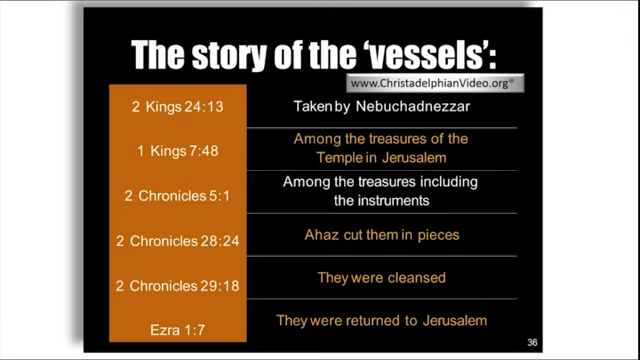 The story of the 'vessels':
www.ChristadelphianVideo.org®
2 Kings 24:13
Taken by Nebuchadnezzar
1 Kings 7:48
Among the treasures of the
Temple in Jerusalem
2 Chronicles 5:1
Among the treasures including
the instruments
2 Chronicles 28:24
Ahaz cut them in pieces
2 Chronicles 29:18
They were cleansed
Ezra 1:7
They were returned to Jerusalem
36